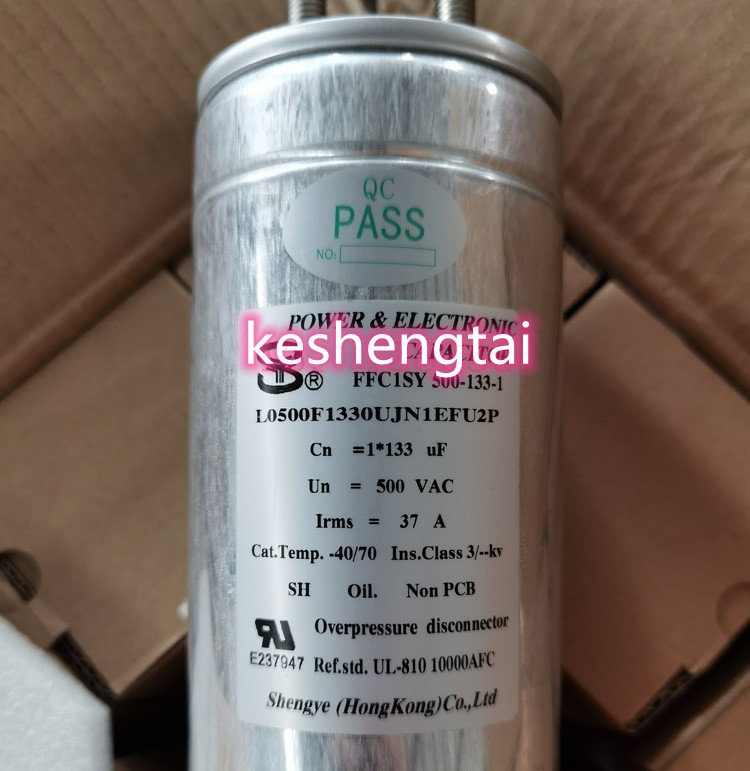 QC
PASS
NO:
POWER & ELECTRONIC
keshengtai
®
FFC1SY 500-133-1
L0500F1330UJN1EFU2P
Cn =1*133 uF
Un = 500 VAC
Irms = 37 A
Cat.Temp. -40/70 Ins.Class 3/--kv
SH Oil. Non PCB
Overpressure disconnector
E237947 Ref.std. UL-810 10000AFC
Shengye (HongKong)Co.,Ltd